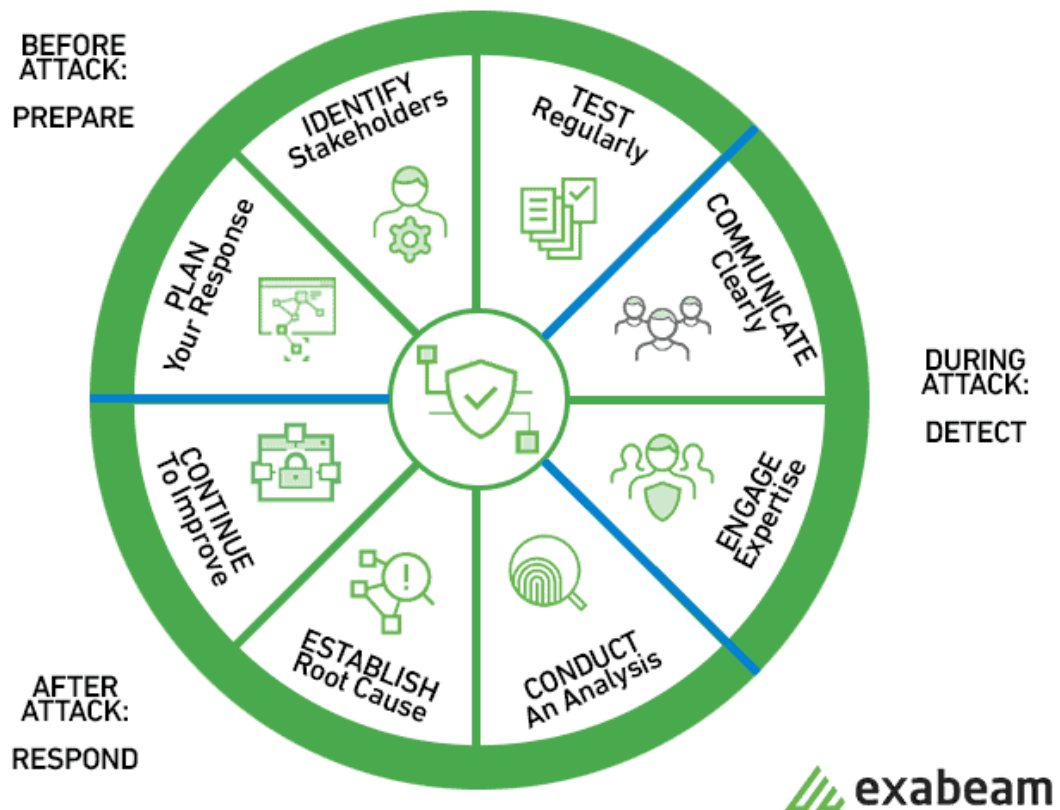 BEFORE
ATTACK:
PREPARE
IDENTIFY
Stakeholders
TEST
Regularly
PLAN
Your Response
COMMUNICATE
Clearly
DURING
ATTACK:
DETECT
CONTINUE
To Improve
ENGAGE
Expertise
ESTABLISH
Root Cause
CONDUCT
An Analysis
AFTER
ATTACK:
RESPOND
exabeam